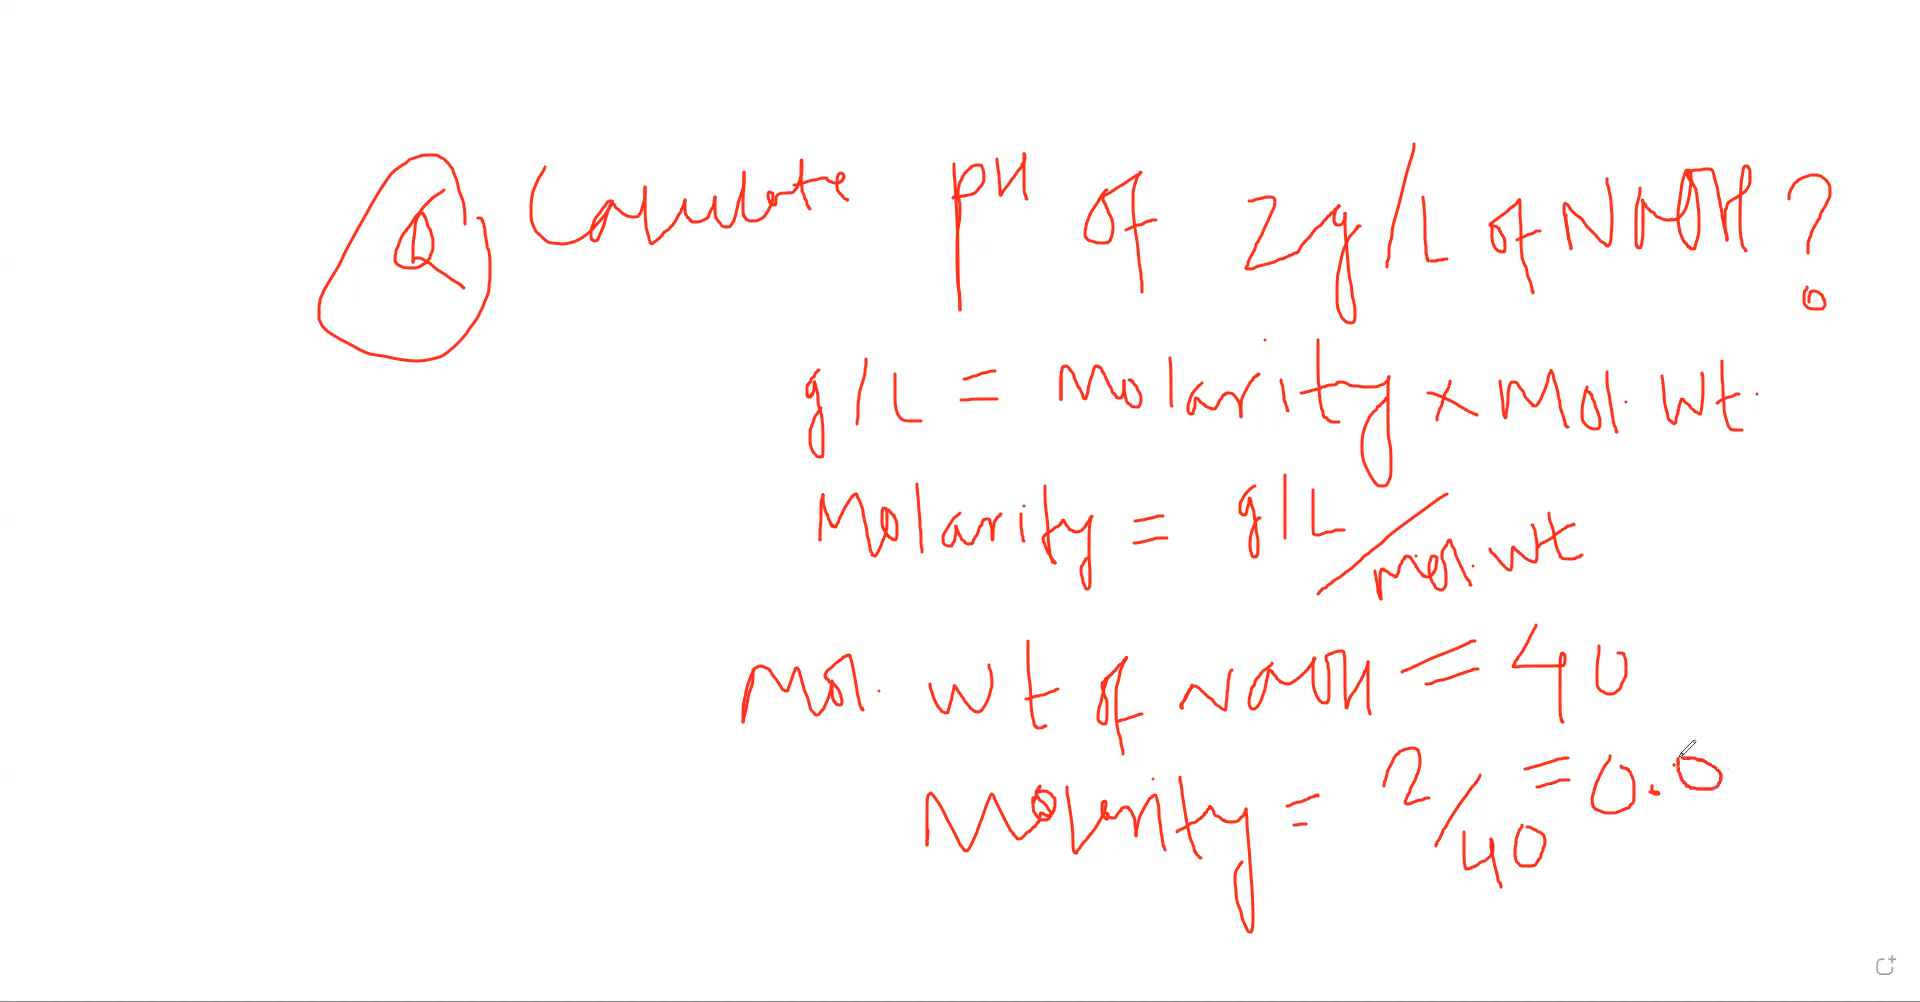 Q Calculate pH of 2g/L of NaOH ?
g/L = Molarity x Mol. Wt.
Molarity = g/L / mol. wt
Mol. wt of NaOH = 40
Molarity = 2/40 = 0.0